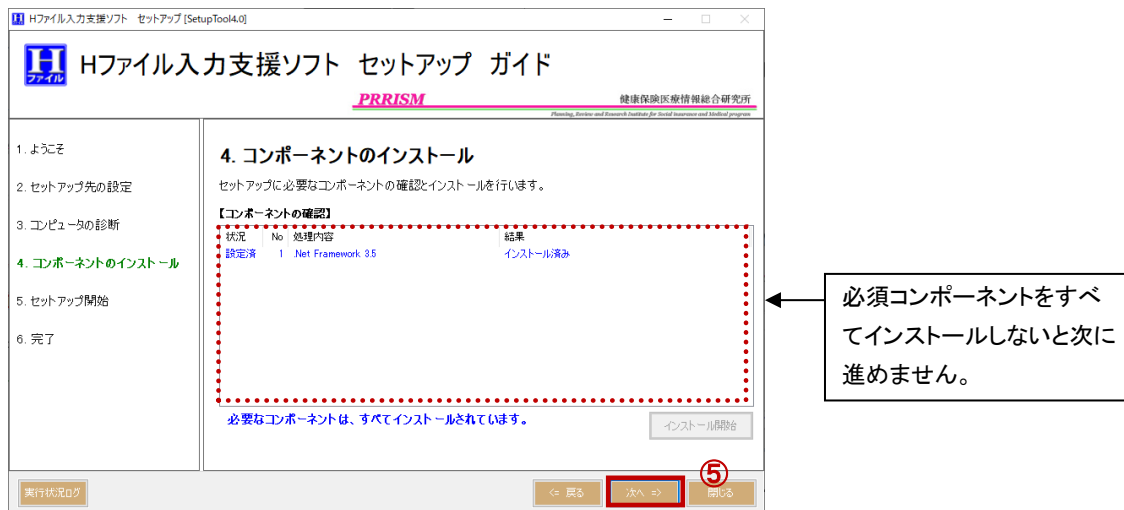 Hファイル入力支援ソフト セットアップ [SetupTool4.0]
H
ファイル
Hファイル入力支援ソフト セットアップ ガイド
PRRISM
健康保険医療情報総合研究所
Planning, Review and Research Institute for Social insurance and Medical program
1. ようこそ
2. セットアップ先の設定
3. コンピュータの診断
4. コンポーネントのインストール
5. セットアップ開始
6. 完了
4. コンポーネントのインストール
セットアップに必要なコンポーネントの確認とインストールを行います。
【コンポーネントの確認】
状況 No 処理内容 結果
設定済 1 .Net Framework 3.5 インストール済み
必要なコンポーネントは、すべてインストールされています。
インストール開始
実行状況ログ
<= 戻る
次へ =>
閉じる
⑤
必須コンポーネントをすべ
てインストールしないと次に
進めません。